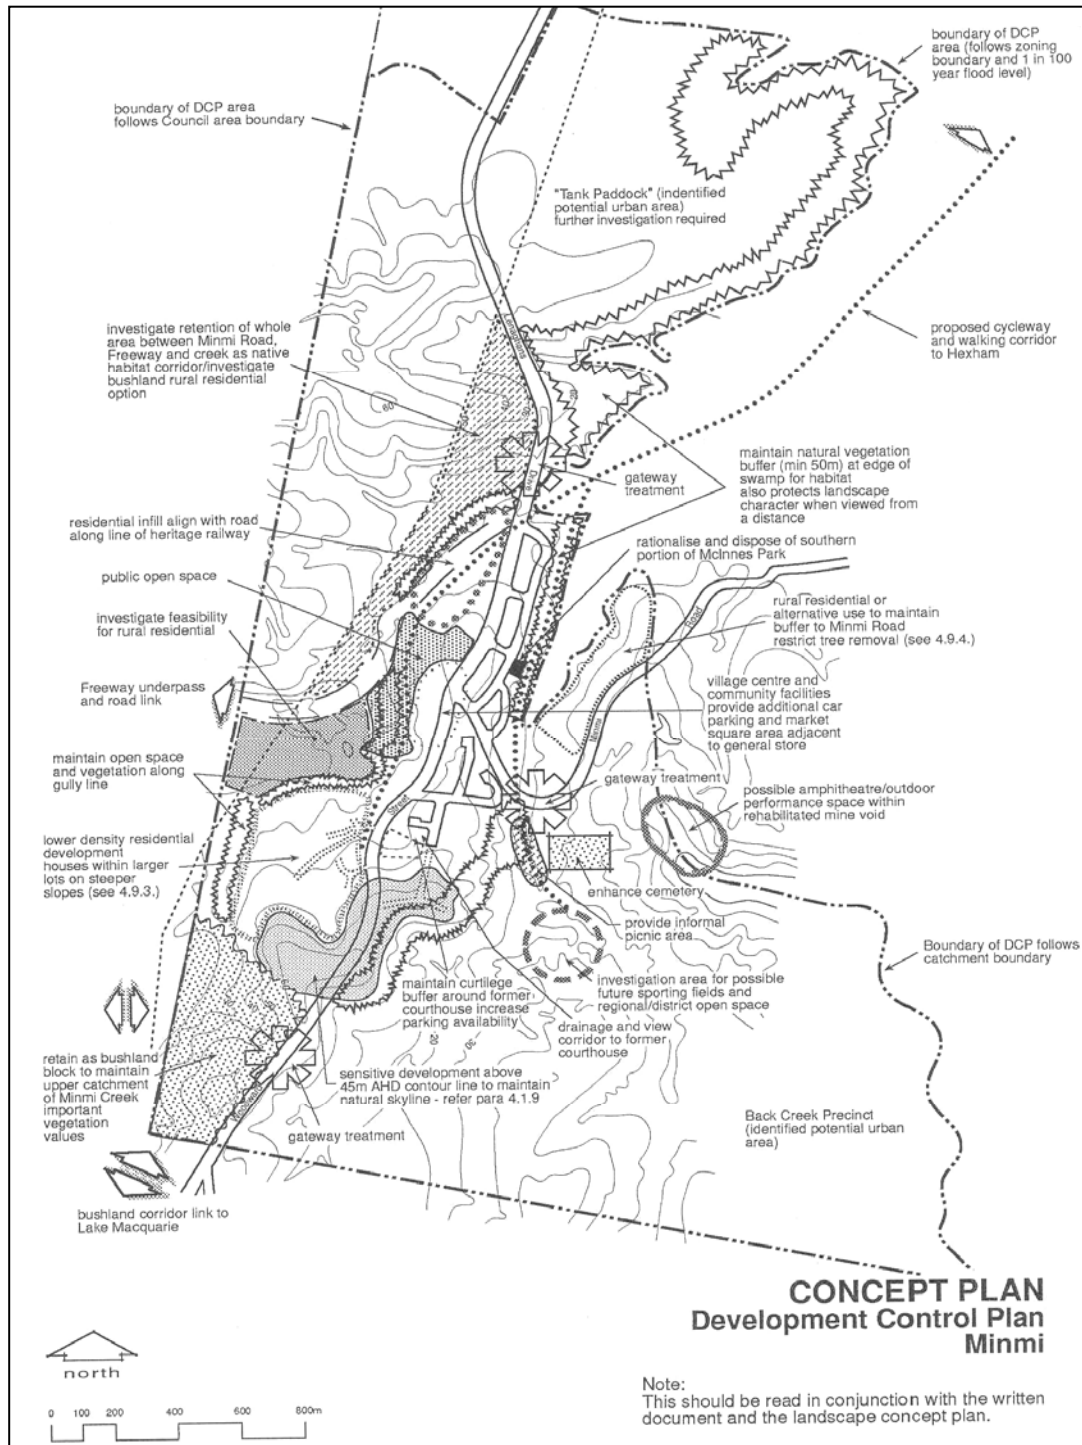 boundary of DCP
area (follows zoning
boundary and 1 in 100
year flood level)
boundary of DCP area
follows Council area boundary
"Tank Paddock" (indentified
potential urban area)
further investigation required
investigate retention of whole
area between Minmi Road,
Freeway and creek as native
habitat corridor/investigate
bushland rural residential
option
proposed cycleway
and walking corridor
to Hexham
Lenaghans
Drive
gateway
treatment
maintain natural vegetation
buffer (min 50m) at edge of
swamp for habitat
also protects landscape
character when viewed from
a distance
residential infill align with road
along line of heritage railway
rationalise and dispose of southern
portion of McInnes Park
public open space
investigate feasibility
for rural residential
rural residential or
alternative use to maintain
buffer to Minmi Road
restrict tree removal (see 4.9.4.)
Minmi
Road
Freeway underpass
and road link
village centre and
community facilities
provide additional car
parking and market
square area adjacent
to general store
maintain open space
and vegetation along
gully line
gateway treatment
possible amphitheatre/outdoor
performance space within
rehabilitated mine void
Street
lower density residential
development
houses within larger
lots on steeper
slopes (see 4.9.3.)
enhance cemetery
provide informal
picnic area
Boundary of DCP follows
catchment boundary
maintain curtilege
buffer around former
courthouse increase
parking availability
investigation area for possible
future sporting fields and
regional/district open space
drainage and view
corridor to former
courthouse
20
30
retain as bushland
block to maintain
upper catchment
of Minmi Creek
important
vegetation
values
sensitive development above
45m AHD contour line to maintain
natural skyline - refer para 4.1.9
gateway treatment
Back Creek Precinct
(identified potential urban
area)
bushland corridor link to
Lake Macquarie
CONCEPT PLAN
Development Control Plan
Minmi
north
Note:
This should be read in conjunction with the written
document and the landscape concept plan.
0 100 200 400 600 800m